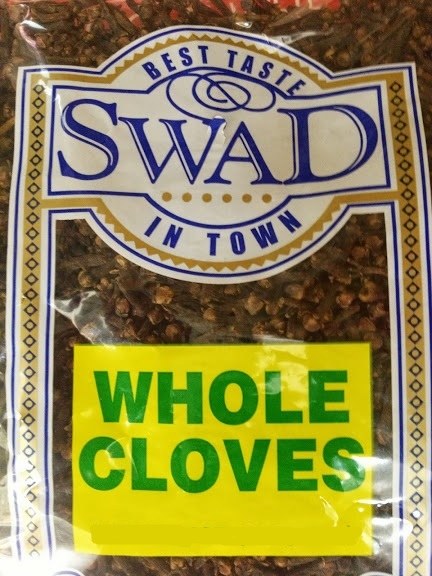 BEST TASTE
SWAD
IN TOWN
WHOLE
CLOVES